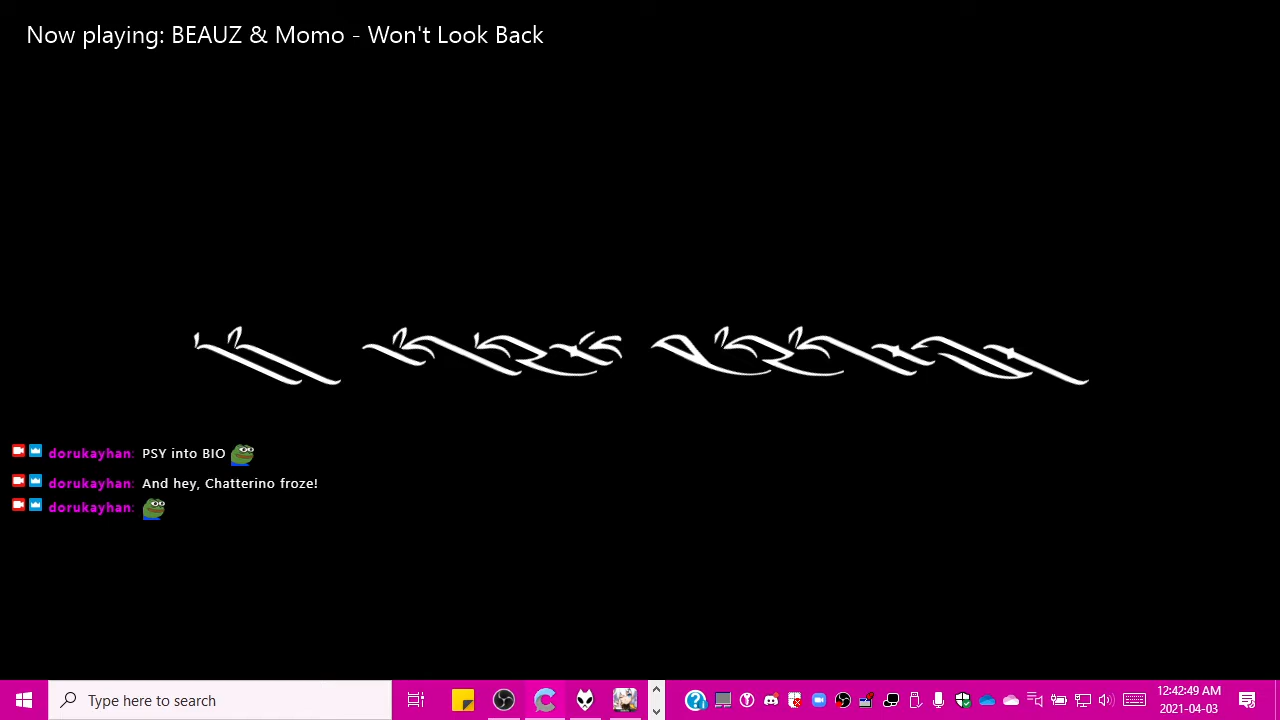 Now playing: BEAUZ & Momo - Won't Look Back
dorukayhan: PSY into BIO
dorukayhan: And hey, Chatterino froze!
dorukayhan:
Type here to search
12:42:49 AM
2021-04-03